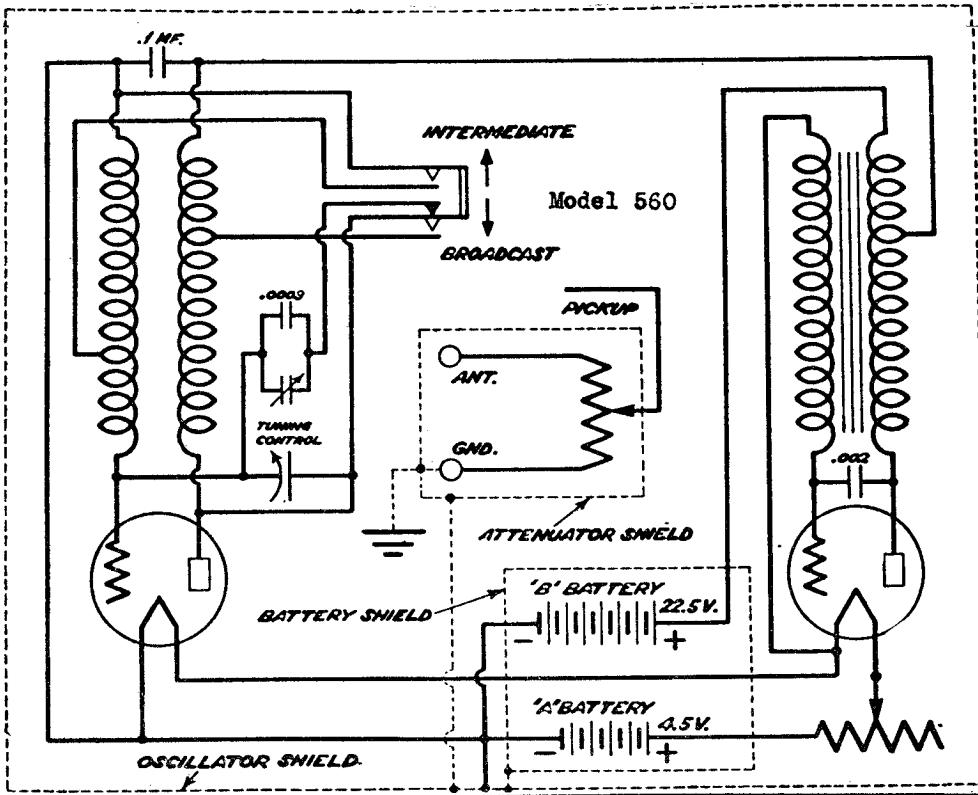 .1 MF.
INTERMEDIATE
Model 560
BROADCAST
.0009
PICKUP
ANT.
TUNING
CONTROL
GND.
.002
ATTENUATOR SHIELD
"B" BATTERY
22.5V.
BATTERY SHIELD
- +
"A" BATTERY
4.5V.
- +
OSCILLATOR SHIELD.